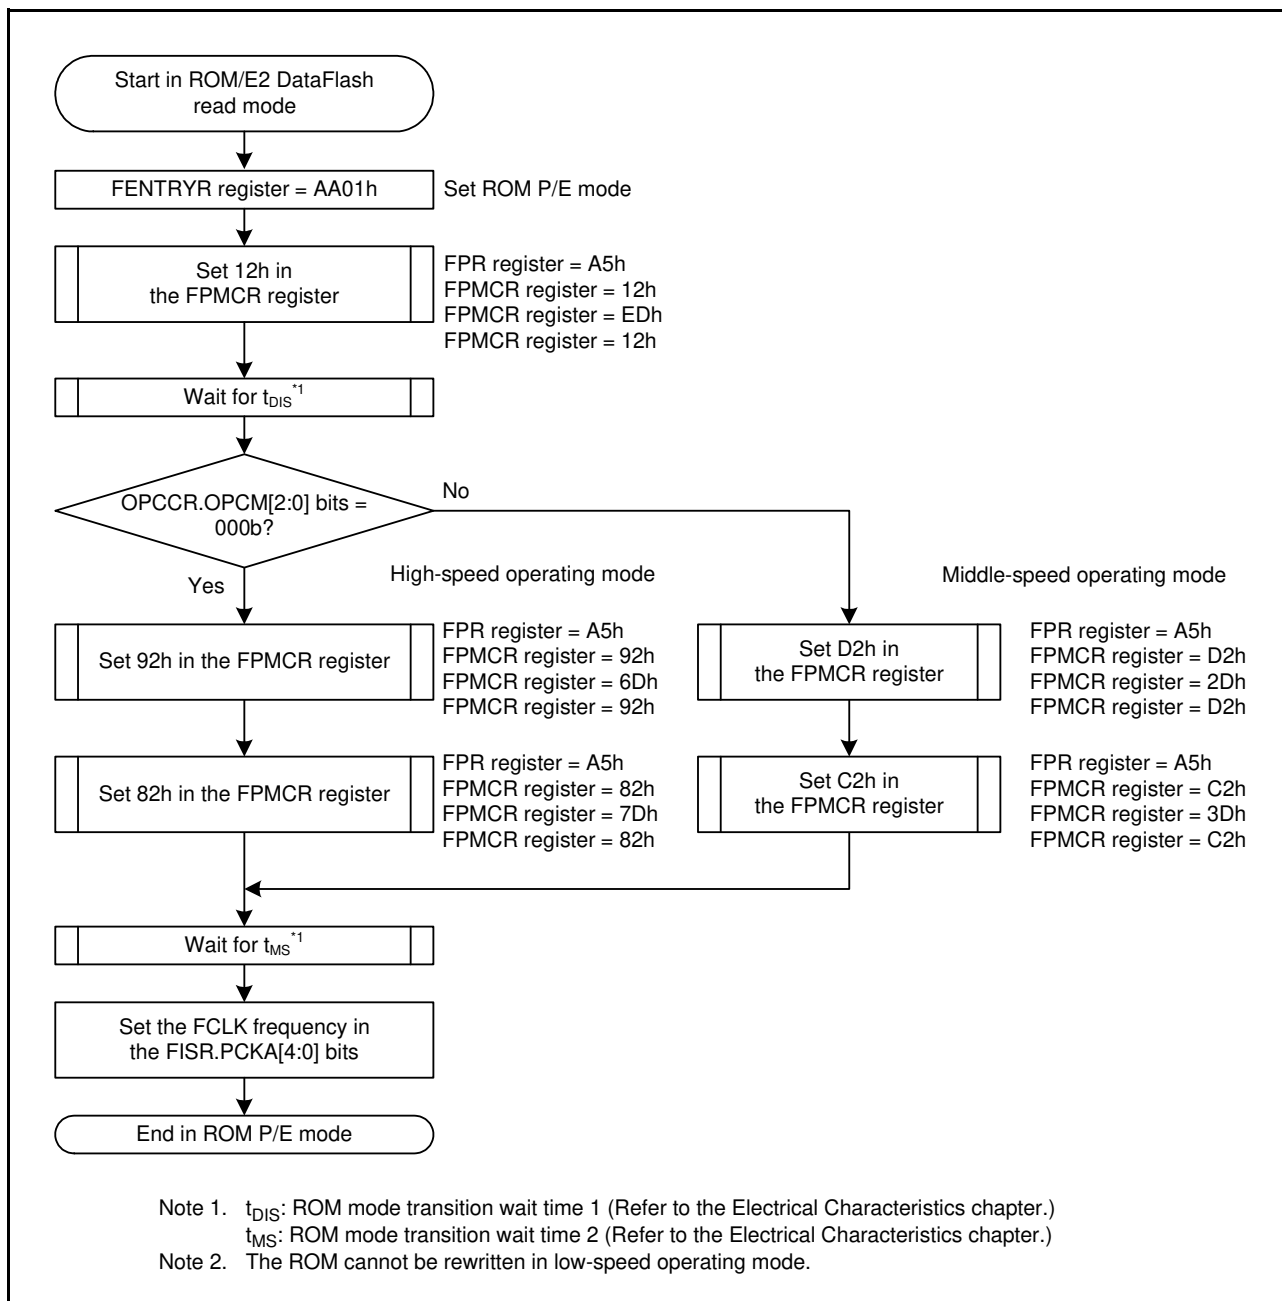 Start in ROM/E2 DataFlash
read mode
FENTRYR register = AA01h
Set ROM P/E mode
Set 12h in
the FPMCR register
FPR register = A5h
FPMCR register = 12h
FPMCR register = EDh
FPMCR register = 12h
Wait for tDIS*1
OPCCR.OPCM[2:0] bits =
000b?
No
Yes
High-speed operating mode
Middle-speed operating mode
Set 92h in the FPMCR register
FPR register = A5h
FPMCR register = 92h
FPMCR register = 6Dh
FPMCR register = 92h
Set D2h in
the FPMCR register
FPR register = A5h
FPMCR register = D2h
FPMCR register = 2Dh
FPMCR register = D2h
Set 82h in the FPMCR register
FPR register = A5h
FPMCR register = 82h
FPMCR register = 7Dh
FPMCR register = 82h
Set C2h in
the FPMCR register
FPR register = A5h
FPMCR register = C2h
FPMCR register = 3Dh
FPMCR register = C2h
Wait for tMS*1
Set the FCLK frequency in
the FISR.PCKA[4:0] bits
End in ROM P/E mode
Note 1. tDIS: ROM mode transition wait time 1 (Refer to the Electrical Characteristics chapter.)
tMS: ROM mode transition wait time 2 (Refer to the Electrical Characteristics chapter.)
Note 2. The ROM cannot be rewritten in low-speed operating mode.